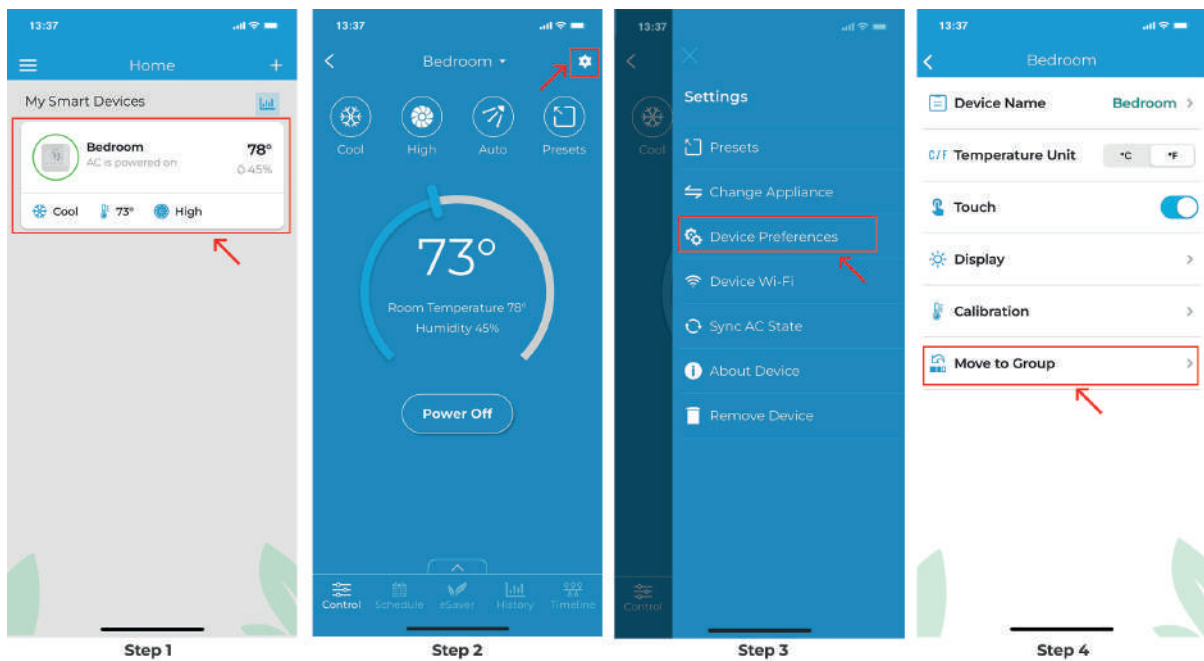 13:37
Home
My Smart Devices
Bedroom
AC is powered on
78°
45%
Cool
73°
High
Step 1
13:37
Bedroom
Cool
High
Auto
Presets
73°
Room Temperature 78°
Humidity 45%
Power Off
Control
Schedule
eSaver
History
Timeline
Step 2
13:37
Cool
Control
Settings
Presets
Change Appliance
Device Preferences
Device Wi-Fi
Sync AC State
About Device
Remove Device
Step 3
13:37
Bedroom
Device Name
Bedroom
C/F Temperature Unit
°C
°F
Touch
Display
Calibration
Move to Group
Step 4